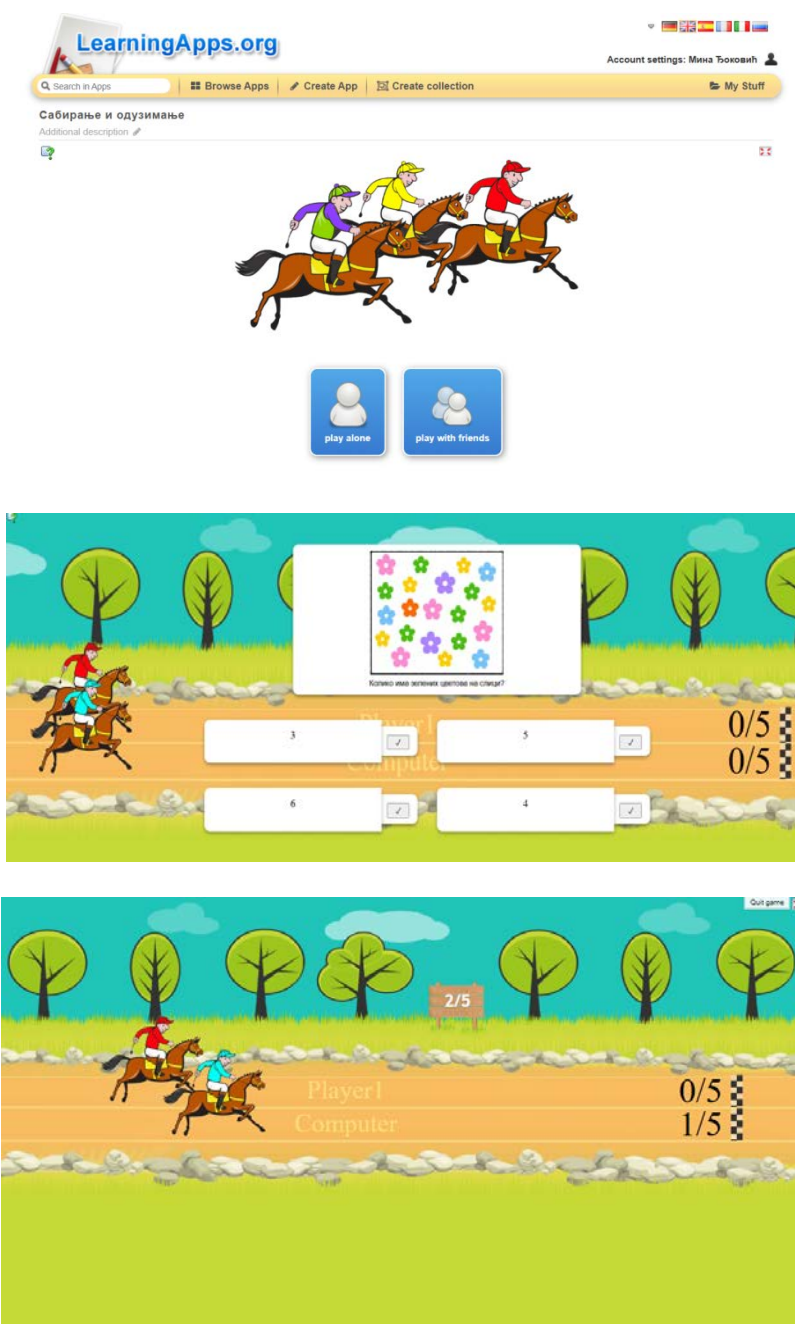 LearningApps.org
Account settings: Мина Ђоковић
Search in Apps
Browse Apps
Create App
Create collection
My Stuff
Сабирање и одузимање
Additional description
play alone
play with friends
Колико има зелених цветова на слици?
Player1
Computer
0/5
0/5
3
5
6
4
Quit game
2/5
Player1
Computer
0/5
1/5